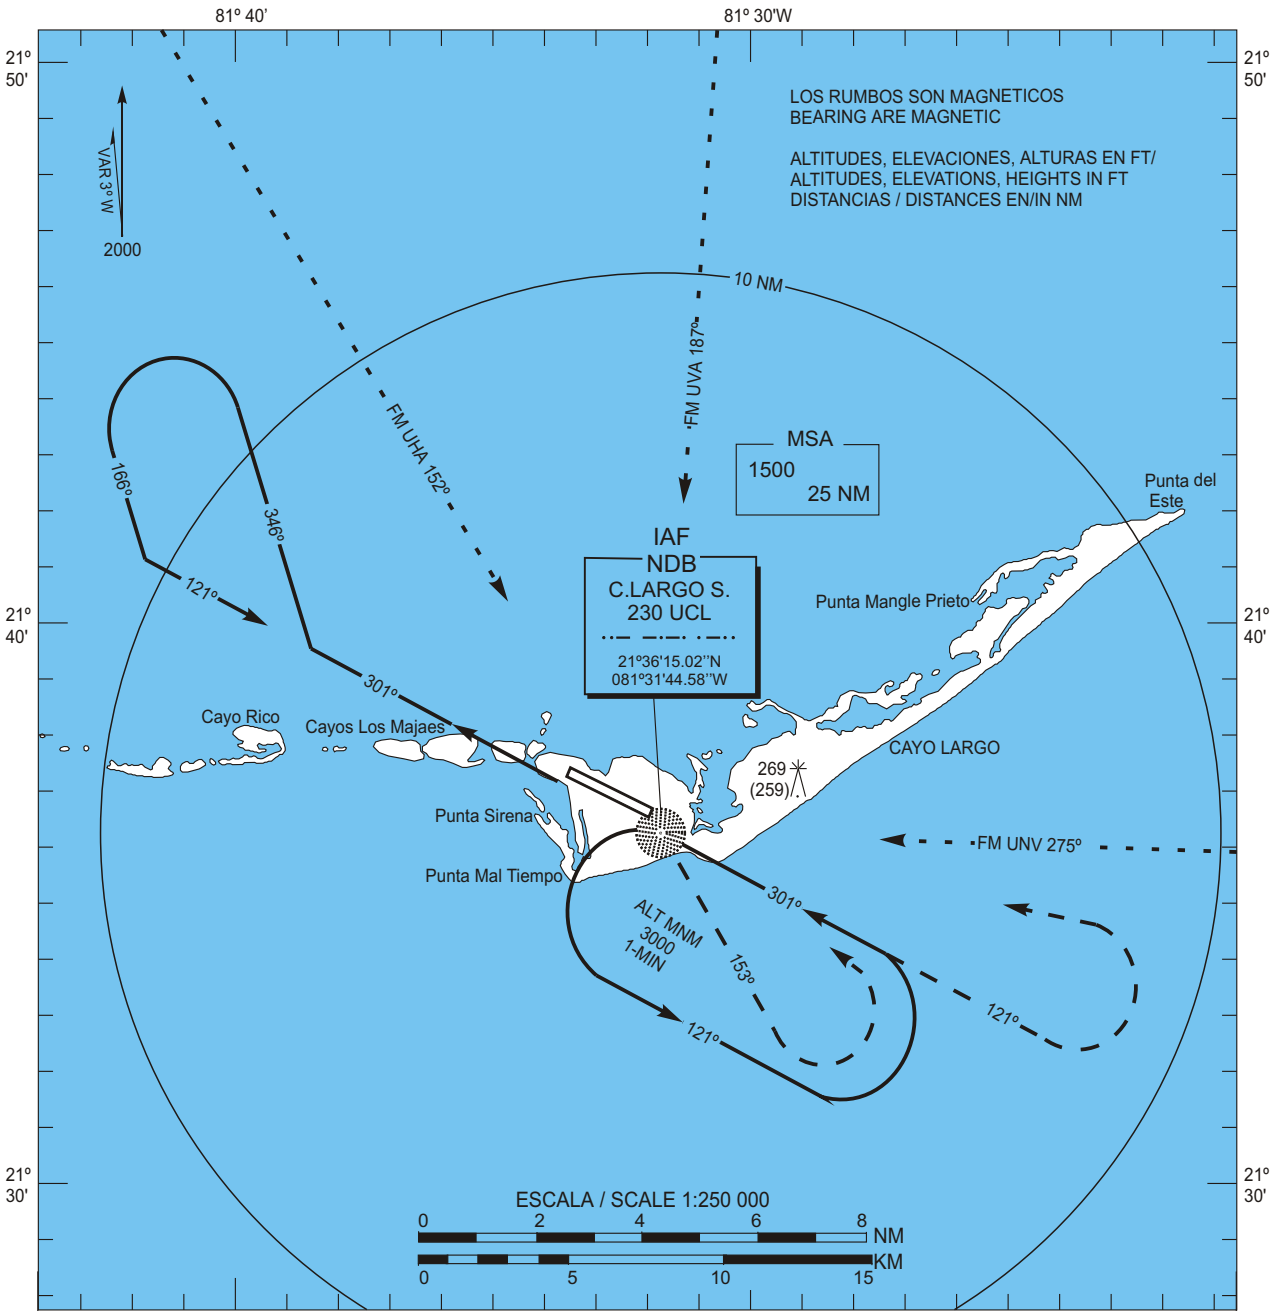 81º 40'
81º 30'W
21º
50'
21º
50'
LOS RUMBOS SON MAGNETICOS
BEARING ARE MAGNETIC
ALTITUDES, ELEVACIONES, ALTURAS EN FT/
ALTITUDES, ELEVATIONS, HEIGHTS IN FT
DISTANCIAS / DISTANCES EN/IN NM
VAR 3º W
2000
10 NM
FM UVA 187º
FM UHA 152º
MSA
1500
25 NM
166º
346º
121º
301º
Punta del
Este
IAF
NDB
C.LARGO S.
230 UCL
21º36'15.02''N
081º31'44.58''W
Punta Mangle Prieto
21º
40'
21º
40'
Cayo Rico
Cayos Los Majaes
CAYO LARGO
269
(259)
Punta Sirena
FM UNV 275º
Punta Mal Tiempo
301º
ALT MNM
3000
1-MIN
153º
121º
121º
21º
30'
21º
30'
ESCALA / SCALE 1:250 000
0 2 4 6 8
NM
KM
0 5 10 15